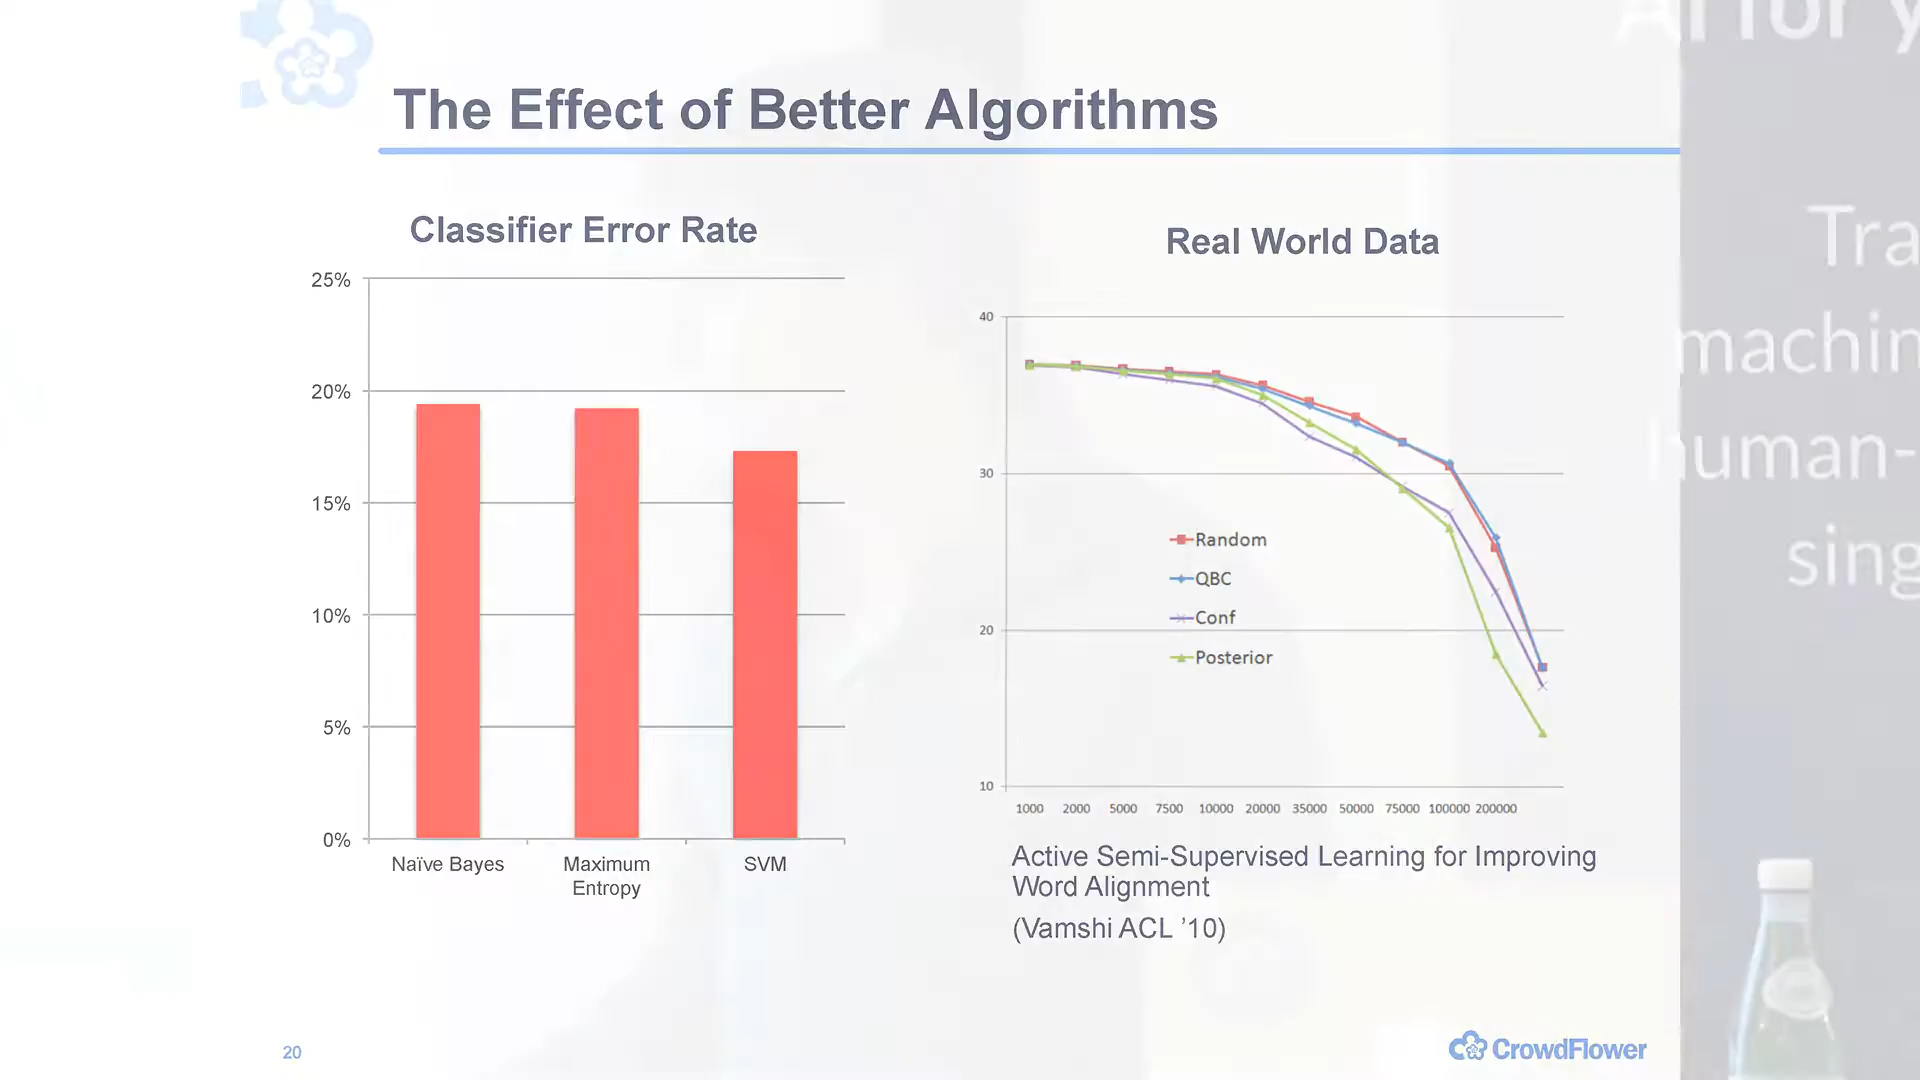 The Effect of Better Algorithms
Classifier Error Rate
25%
20%
15%
10%
5%
0%
Naïve Bayes
Maximum
Entropy
SVM
Real World Data
40
30
20
10
Random
QBC
Conf
Posterior
1000 2000 5000 7500 10000 20000 35000 50000 75000 100000 200000
Active Semi-Supervised Learning for Improving
Word Alignment
(Vamshi ACL ’10)
20
CrowdFlower
AI for y
Tra
machin
human-
sing